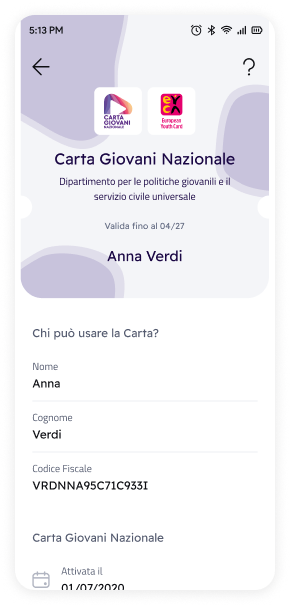 5:13 PM
CARTA
GIOVANI
NAZIONALE
eyca
European
Youth Card
Carta Giovani Nazionale
Dipartimento per le politiche giovanili e il
servizio civile universale
Valida fino al 04/27
Anna Verdi
Chi può usare la Carta?
Nome
Anna
Cognome
Verdi
Codice Fiscale
VRDNNA95C71C933I
Carta Giovani Nazionale
Attivata il
01/07/2020